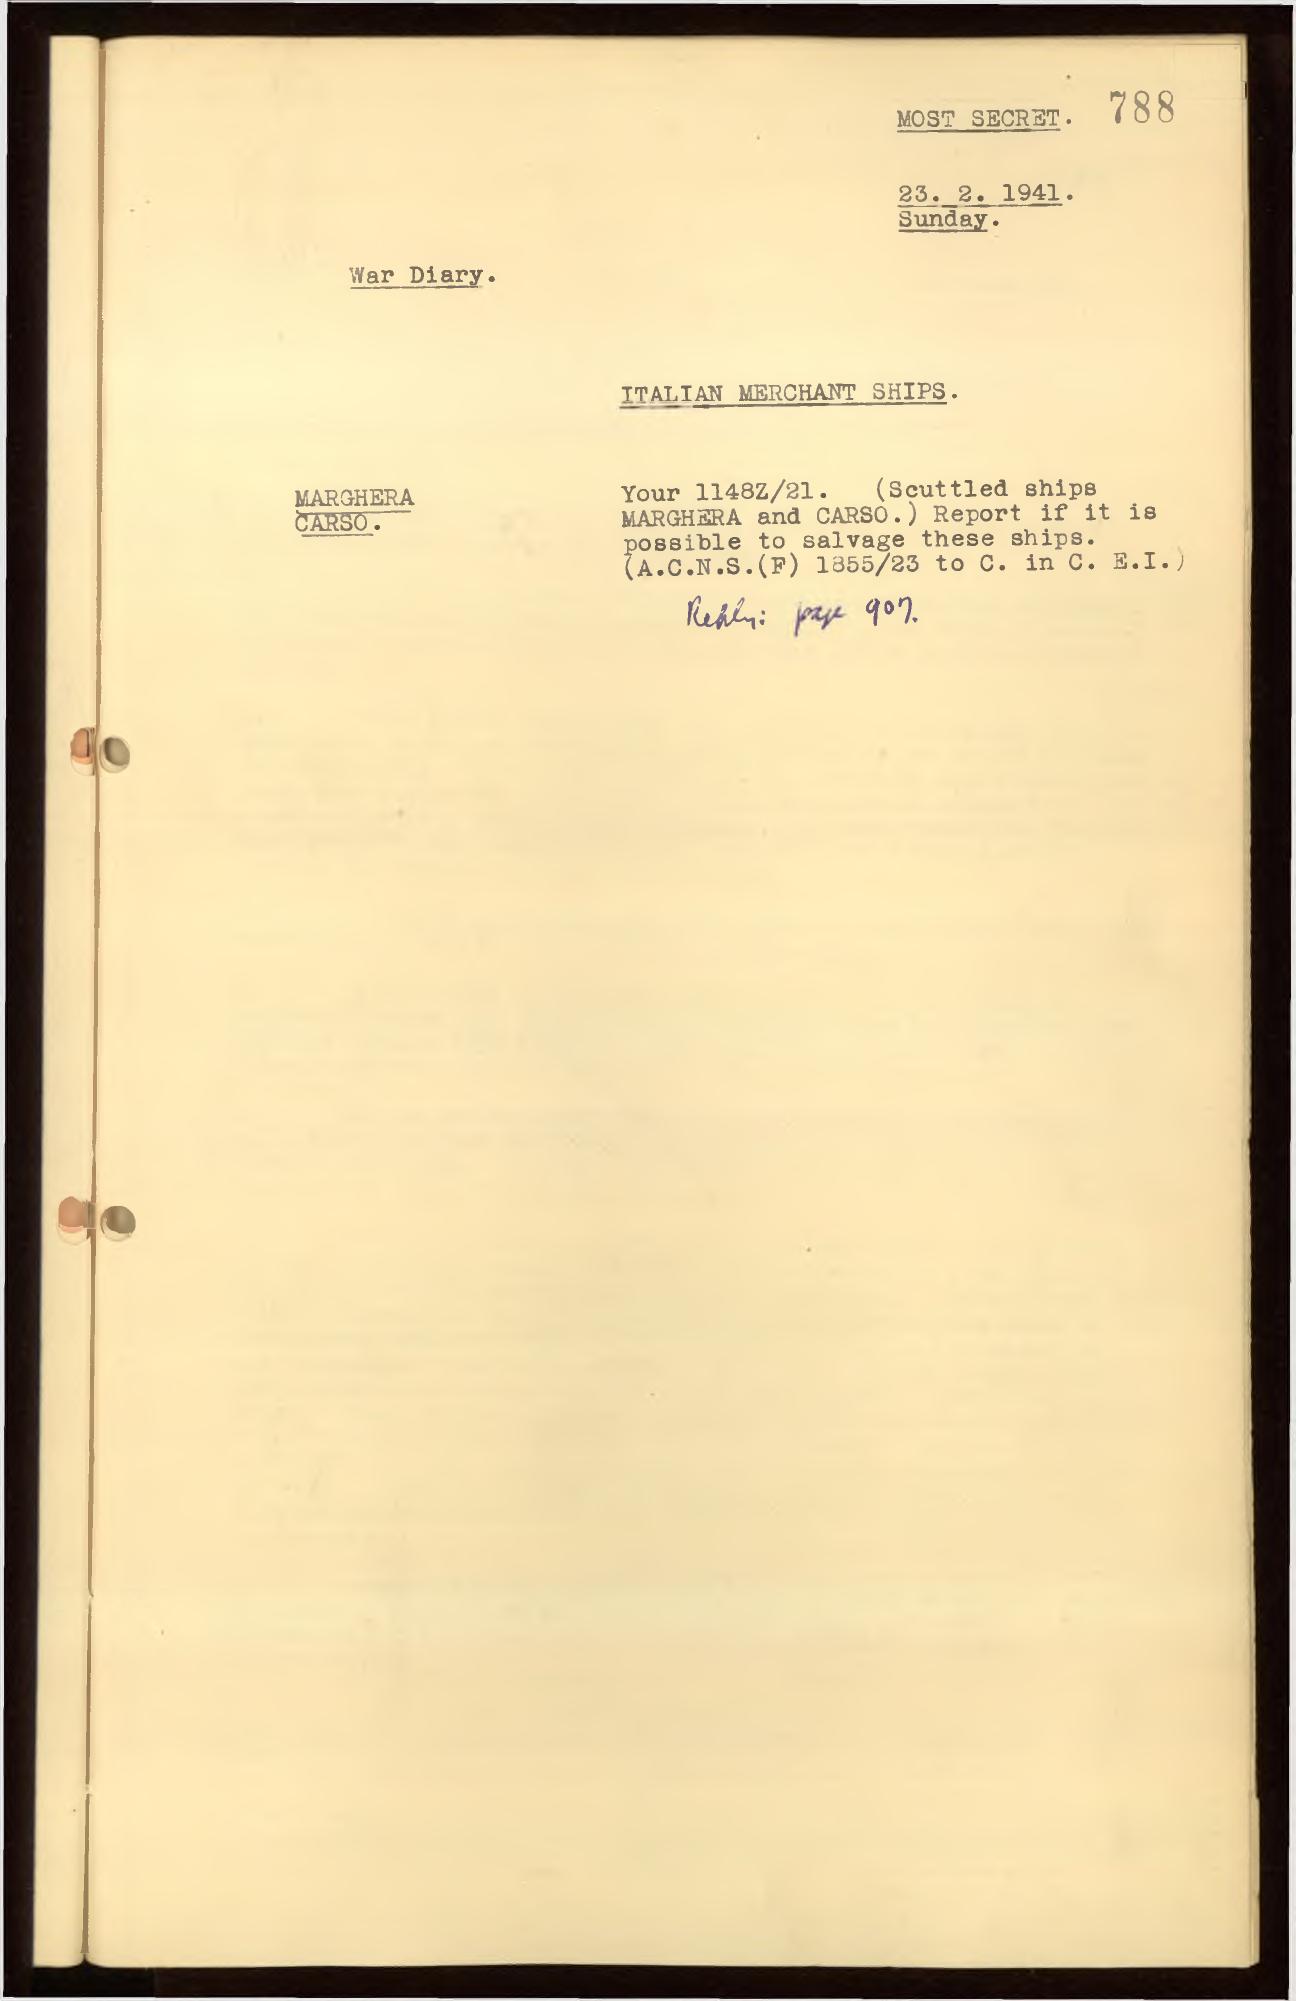 MOST SECRET. 788
23. 2. 1941.
Sunday.
War Diary.
ITALIAN MERCHANT SHIPS.
MARGHERA
CARSO.
Your 1148Z/21. (Scuttled ships
MARGHERA and CARSO.) Report if it is
possible to salvage these ships.
(A.C.N.S.(F) 1855/23 to C. in C. E.I.)
Reply: page 907.